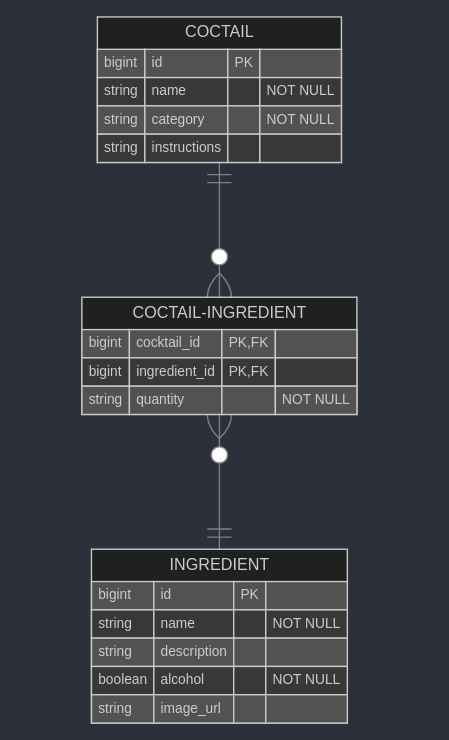 COCTAIL
bigint id PK
string name NOT NULL
string category NOT NULL
string instructions
COCTAIL-INGREDIENT
bigint cocktail_id PK,FK
bigint ingredient_id PK,FK
string quantity NOT NULL
INGREDIENT
bigint id PK
string name NOT NULL
string description
boolean alcohol NOT NULL
string image_url